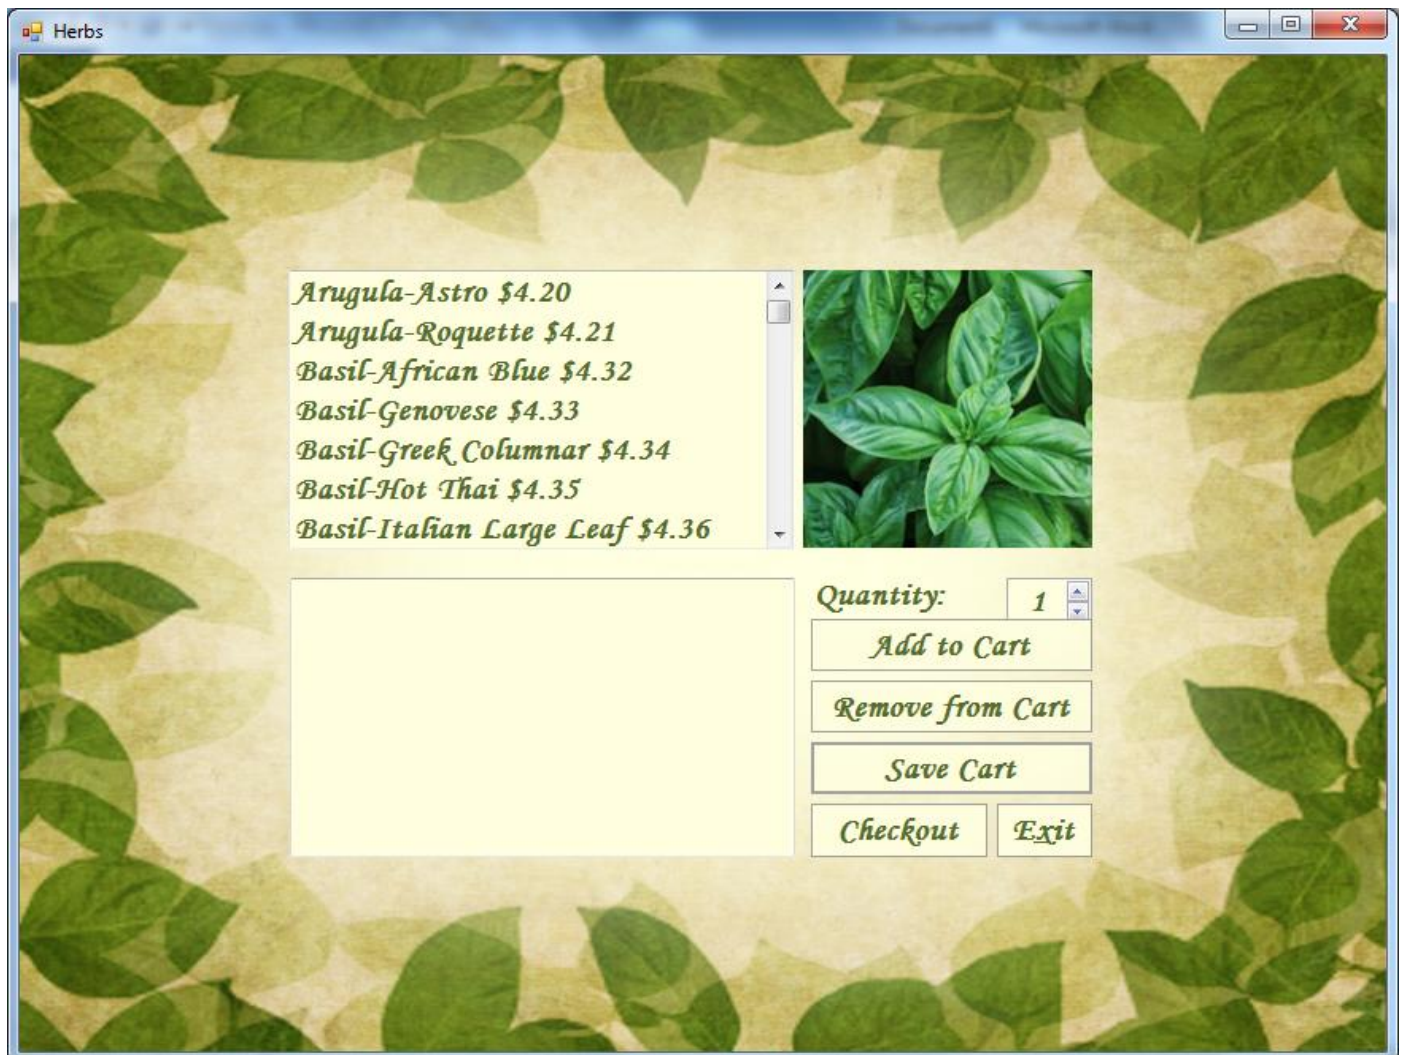 Herbs
Arugula-Astro $4.20
Arugula-Roquette $4.21
Basil-African Blue $4.32
Basil-Genovese $4.33
Basil-Greek Columnar $4.34
Basil-Hot Thai $4.35
Basil-Italian Large Leaf $4.36
Quantity: 1
Add to Cart
Remove from Cart
Save Cart
Checkout Exit